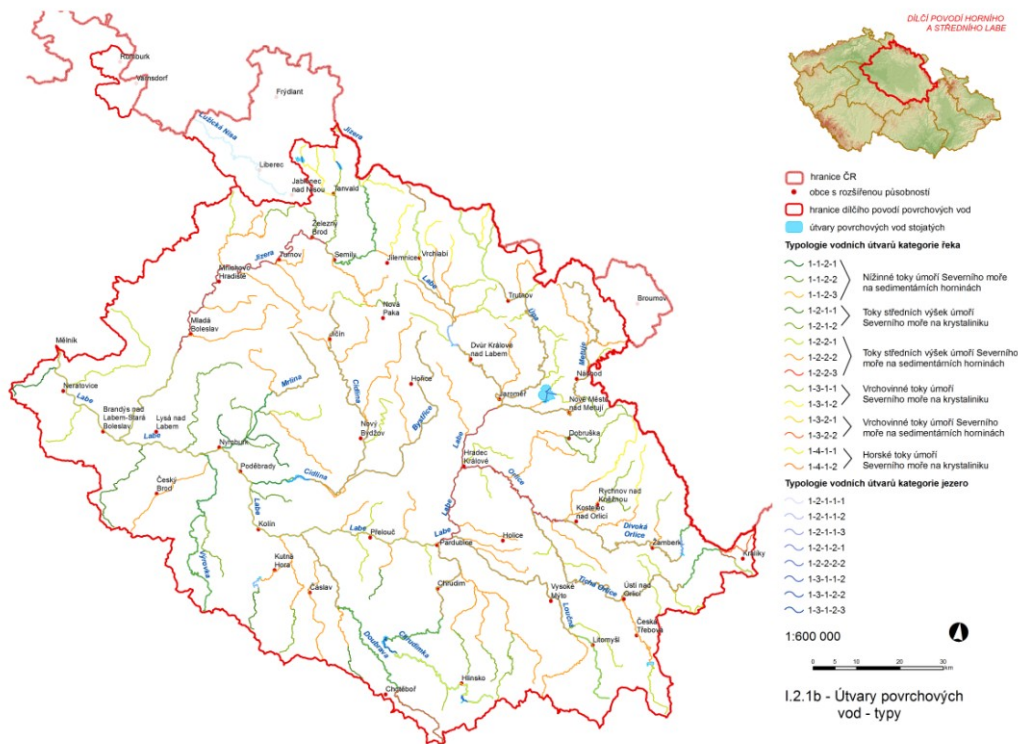 DÍLČÍ POVODÍ HORNÍHO
A STŘEDNÍHO LABE
Rumburk
Varnsdorf
Frýdlant
Lužická Nisa
Jizera
Liberec
Jablonec
nad Nisou
Tanvald
Železný
Brod
Jizera
Turnov
Semily
Jilemnice
Vrchlabí
Mnichovo
Hradiště
Labe
Broumov
Trutnov
Úpa
Nová
Paka
Mladá
Boleslav
Jičín
Metuje
Dvůr Králové
nad Labem
Mělník
Náchod
Mrlina
Cidlina
Hořice
Neratovice
Labe
Jaroměř
Nové Město
nad Metují
Bystřice
Brandýs nad
Labem-Stará
Boleslav
Lysá nad
Labem
Labe
Nový
Bydžov
Dobruška
Labe
Nymburk
Hradec
Králové
Poděbrady
Cidlina
Orlice
Český
Brod
Rychnov nad
Kněžnou
Kostelec
nad Orlicí
Labe
Labe
Divoká
Orlice
Kolín
Labe
Přelouč
Labe
Pardubice
Holice
Žamberk
Králíky
Výrovka
Kutná
Hora
Čáslav
Chrudim
Vysoké
Mýto
Tichá Orlice
Ústí nad
Orlicí
Loučná
Česká
Třebová
Litomyšl
Doubrava
Chrudimka
Hlinsko
Chotěboř
hranice ČR
obce s rozšířenou působností
hranice dílčího povodí povrchových vod
útvary povrchových vod stojatých
Typologie vodních útvarů kategorie řeka
1-1-2-1
1-1-2-2
1-1-2-3
Nížinné toky úmoří Severního moře
na sedimentárních horninách
1-2-1-1
1-2-1-2
Toky středních výšek úmoří
Severního moře na krystaliniku
1-2-2-1
1-2-2-2
1-2-2-3
Toky středních výšek úmoří Severního
moře na sedimentárních horninách
1-3-1-1
1-3-1-2
Vrchovinné toky úmoří
Severního moře na krystaliniku
1-3-2-1
1-3-2-2
Vrchovinné toky úmoří Severního
moře na sedimentárních horninách
1-4-1-1
1-4-1-2
Horské toky úmoří
Severního moře na krystaliniku
Typologie vodních útvarů kategorie jezero
1-2-1-1-1
1-2-1-1-2
1-2-1-1-3
1-2-1-2-1
1-2-2-2-2
1-3-1-1-2
1-3-1-2-2
1-3-1-2-3
1:600 000
0 5 10 20 30
km
I.2.1b - Útvary povrchových
vod - typy